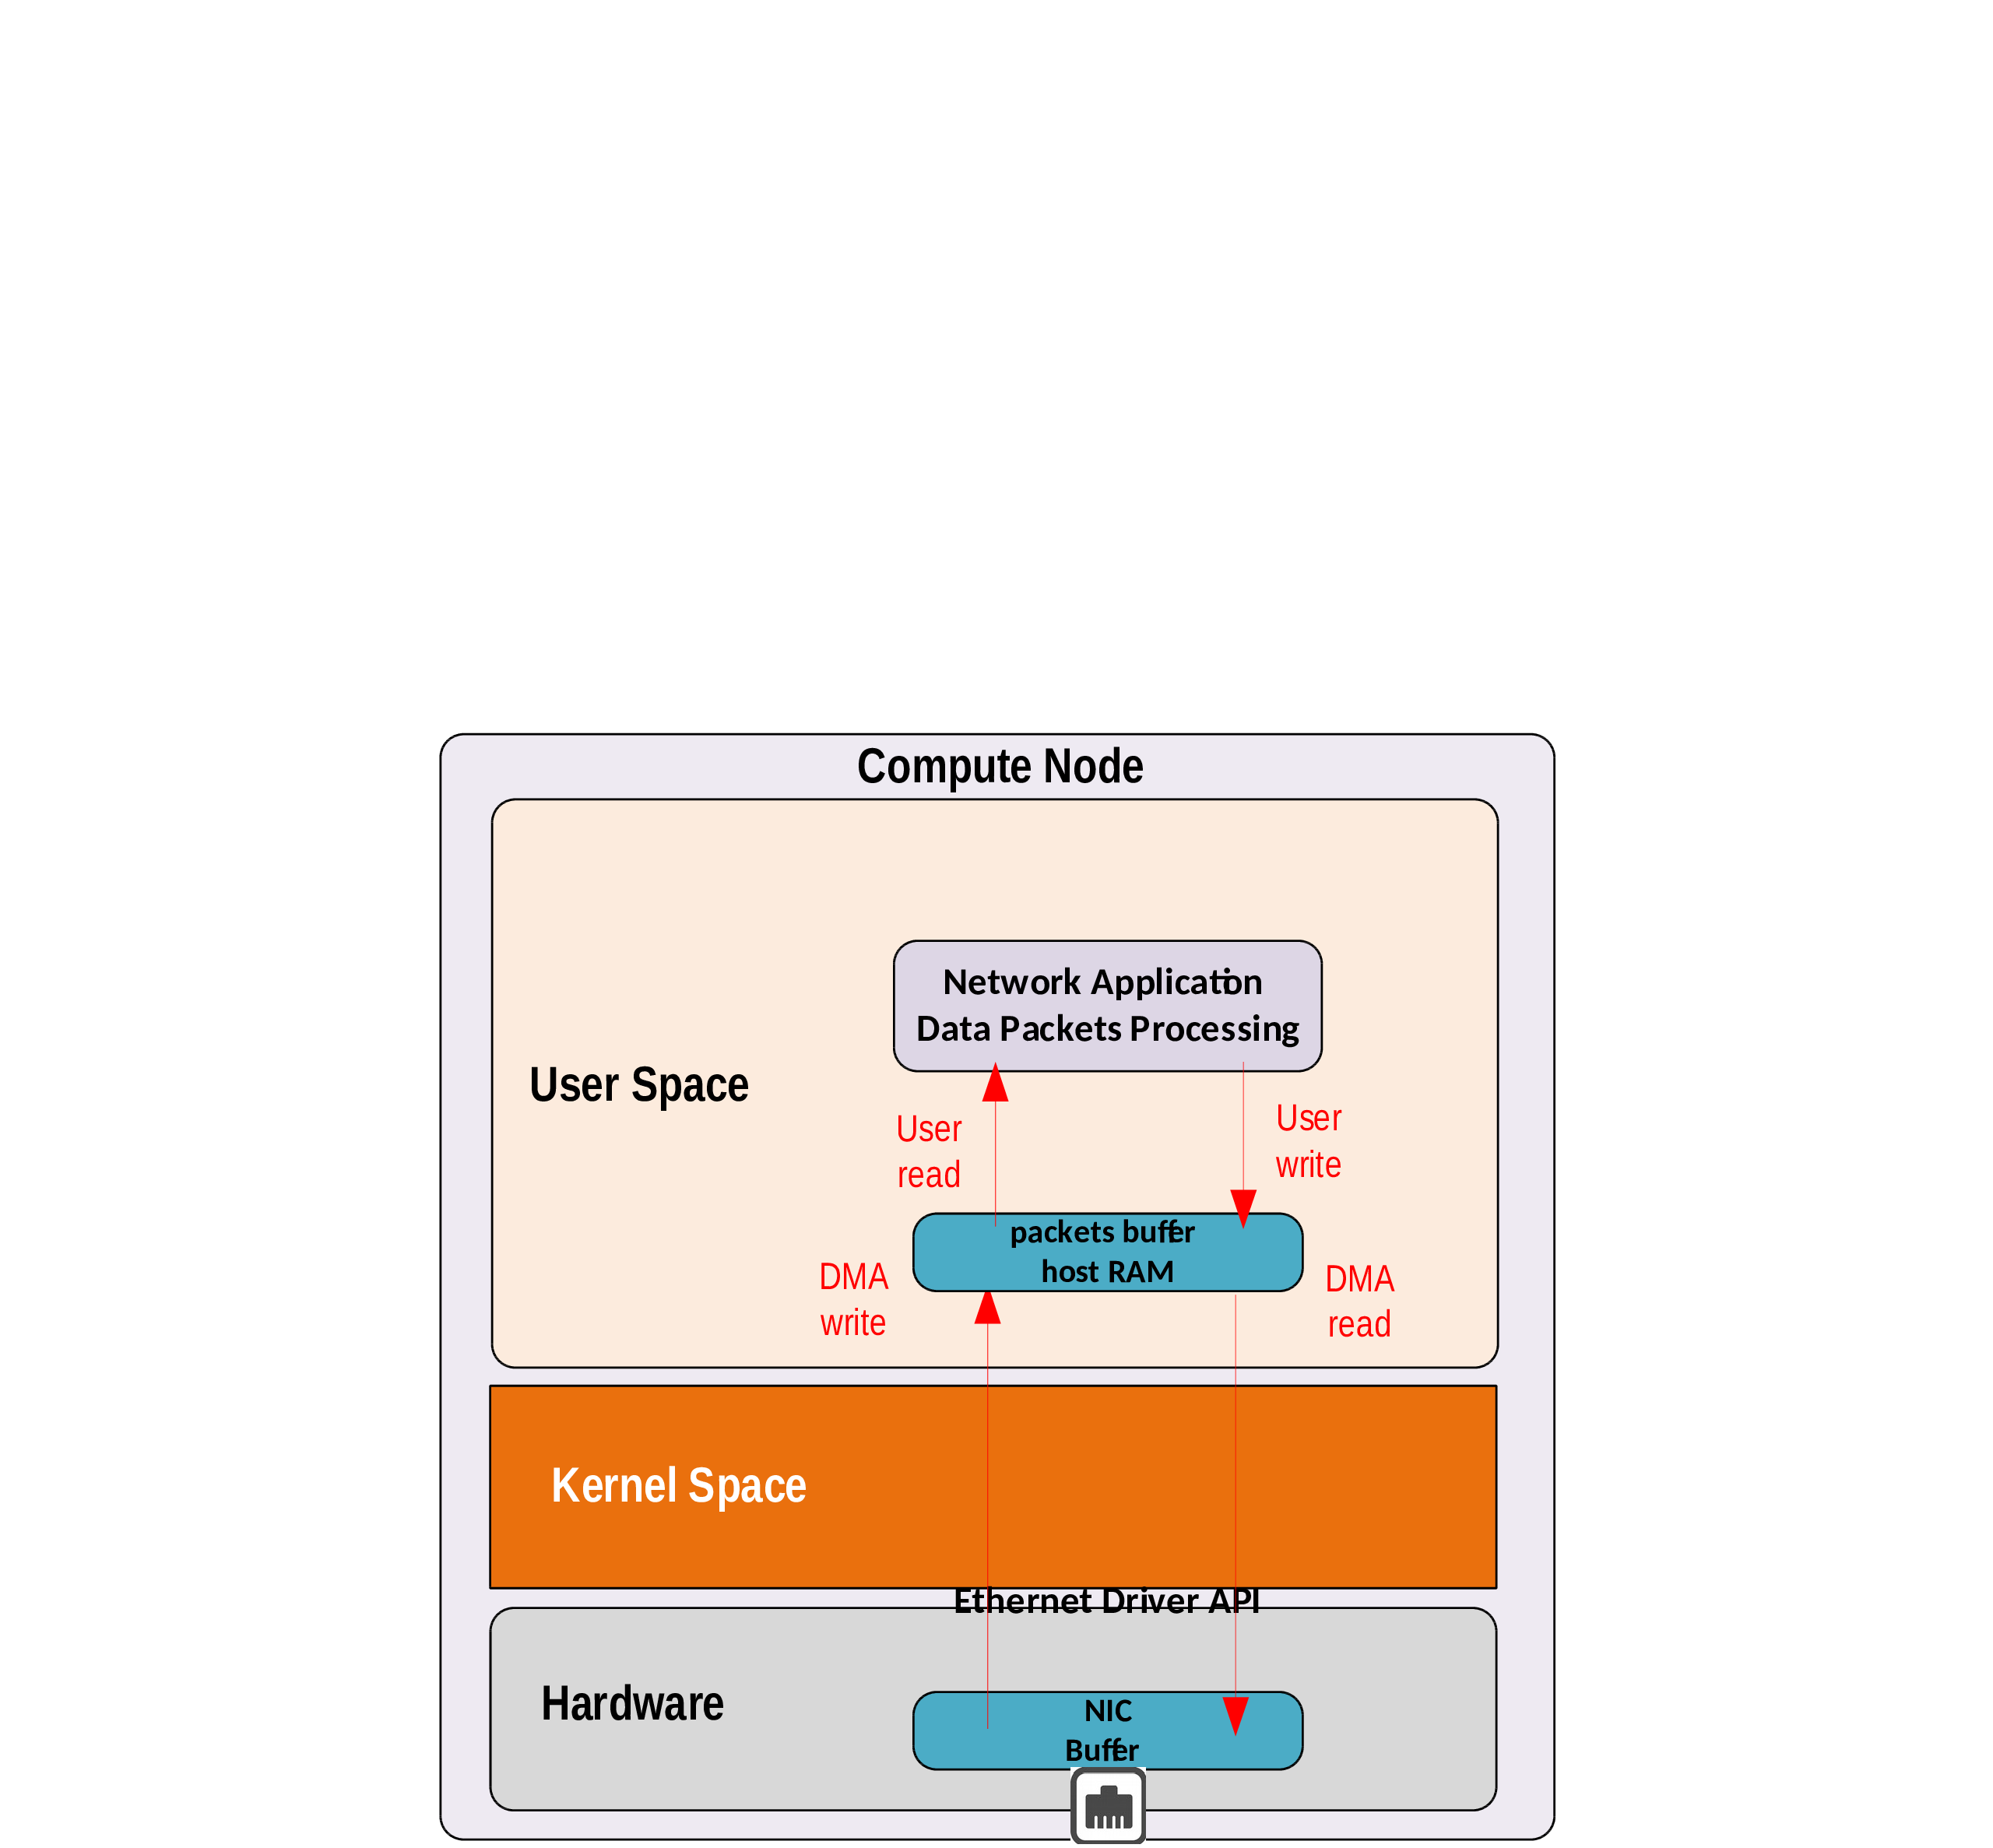 Compute Node
Network Application
Data Packets Processing
User Space
User
read
User
write
packets buffer
host RAM
DMA
write
DMA
read
Kernel Space
Ethernet Driver API
Hardware
NIC
Buffer